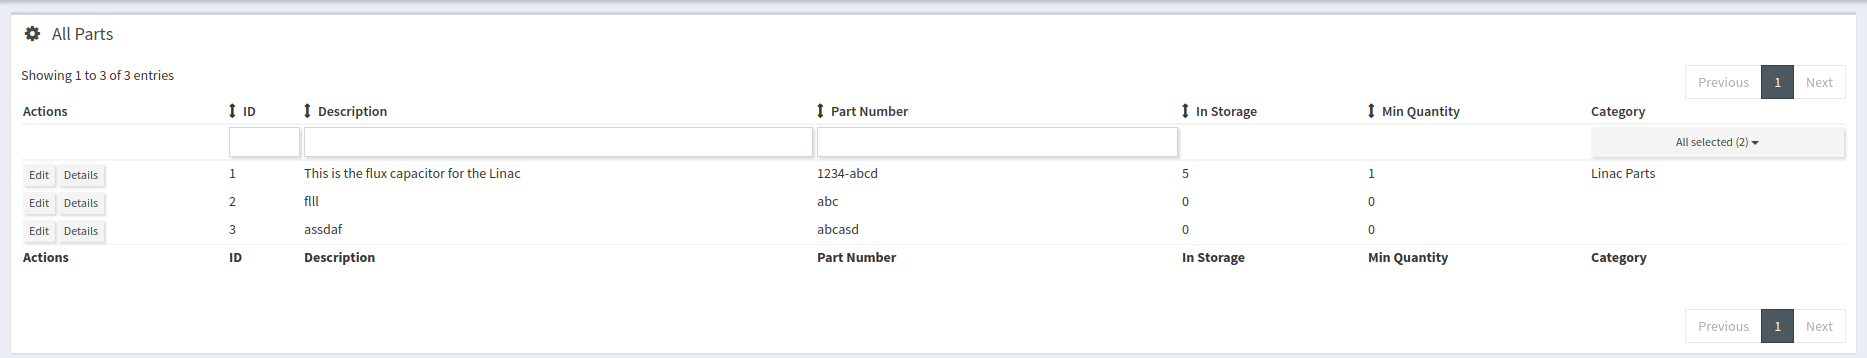 All Parts
Showing 1 to 3 of 3 entries
Previous 1 Next
Actions ID Description Part Number In Storage Min Quantity Category
All selected (2)
Edit Details 1 This is the flux capacitor for the Linac 1234-abcd 5 1 Linac Parts
Edit Details 2 flll abc 0 0
Edit Details 3 assdaf abcasd 0 0
Actions ID Description Part Number In Storage Min Quantity Category
Previous 1 Next